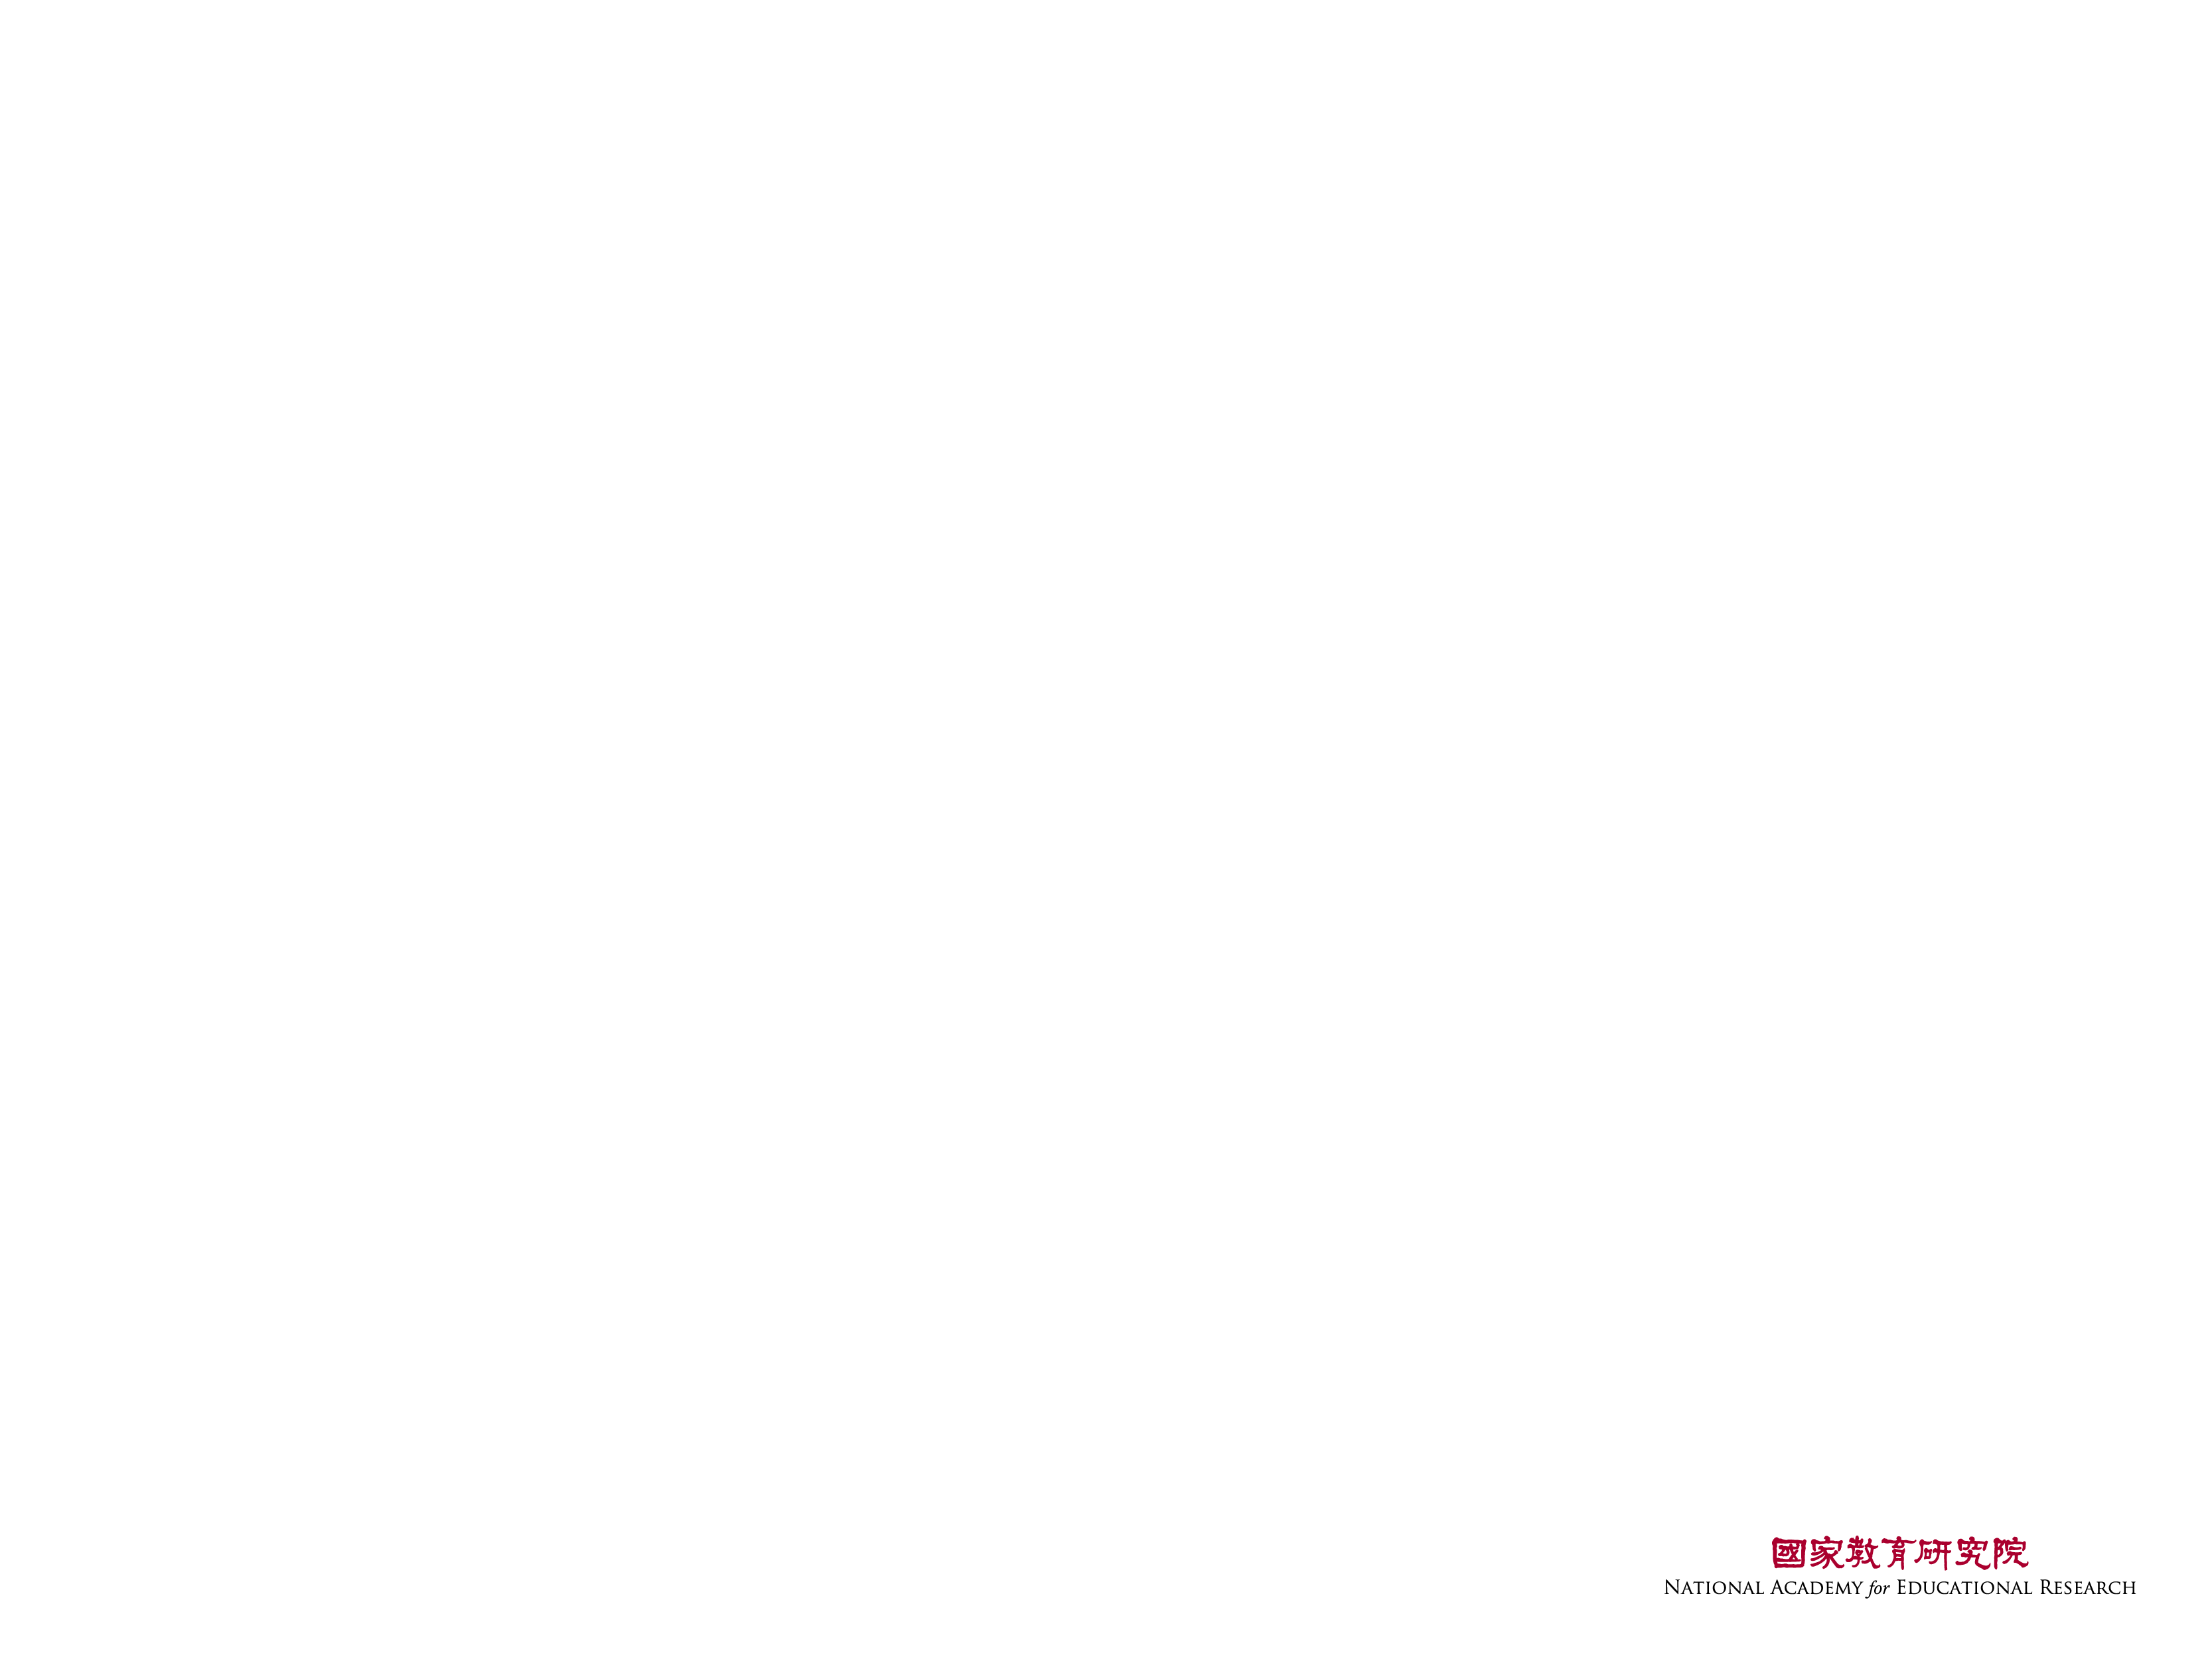 國家教育研究院
NATIONAL ACADEMY for EDUCATIONAL RESEARCH